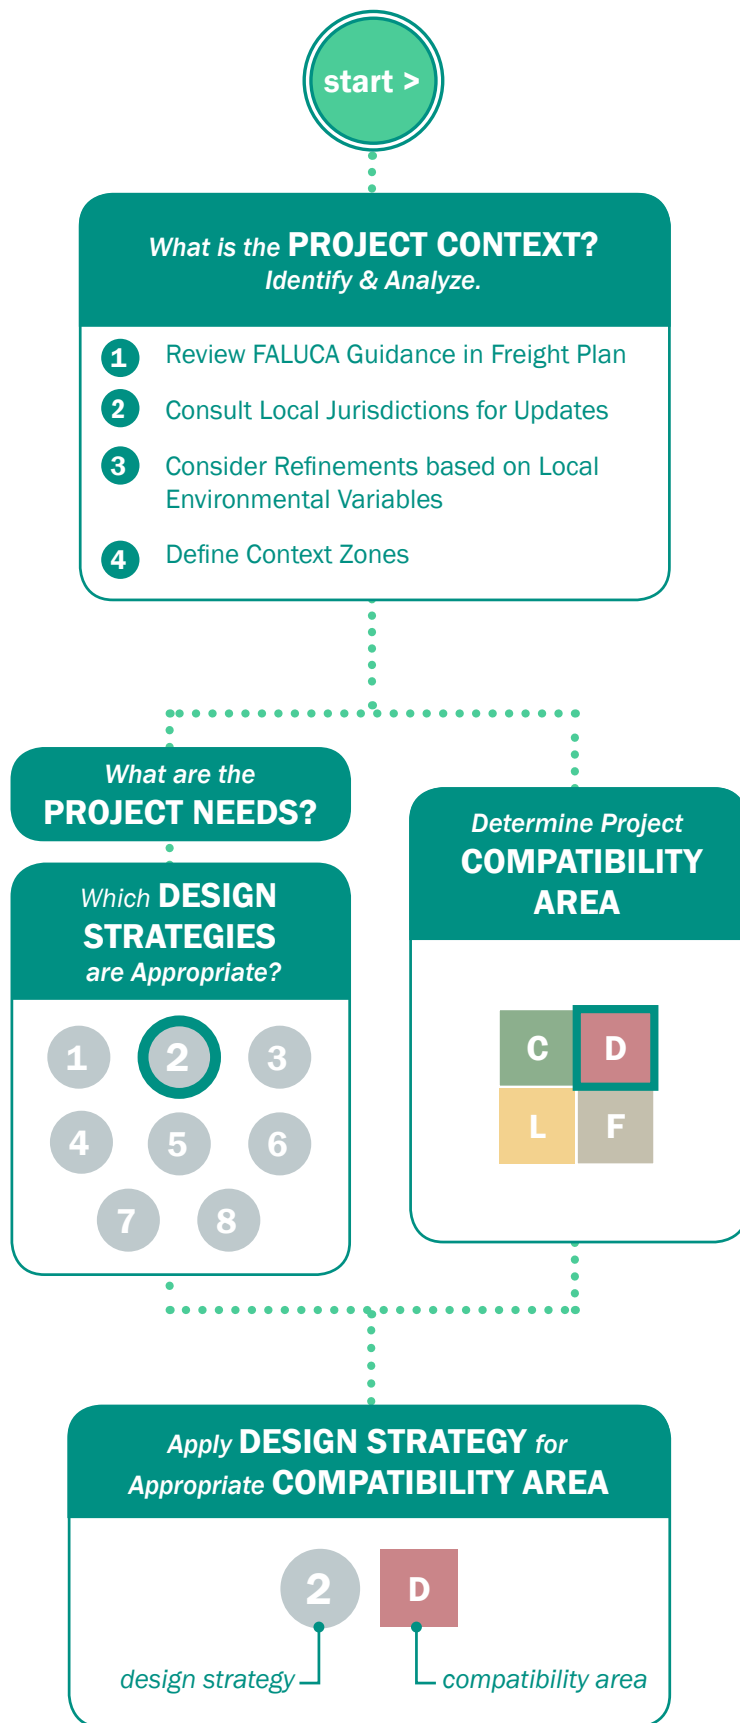 start >
What is the PROJECT CONTEXT?
Identify & Analyze.
1 Review FALUCA Guidance in Freight Plan
2 Consult Local Jurisdictions for Updates
3 Consider Refinements based on Local
Environmental Variables
4 Define Context Zones
What are the
PROJECT NEEDS?
Which DESIGN
STRATEGIES
are Appropriate?
1 2 3
4 5 6
7 8
Determine Project
COMPATIBILITY
AREA
C D
L F
Apply DESIGN STRATEGY for
Appropriate COMPATIBILITY AREA
2 D
design strategy compatibility area